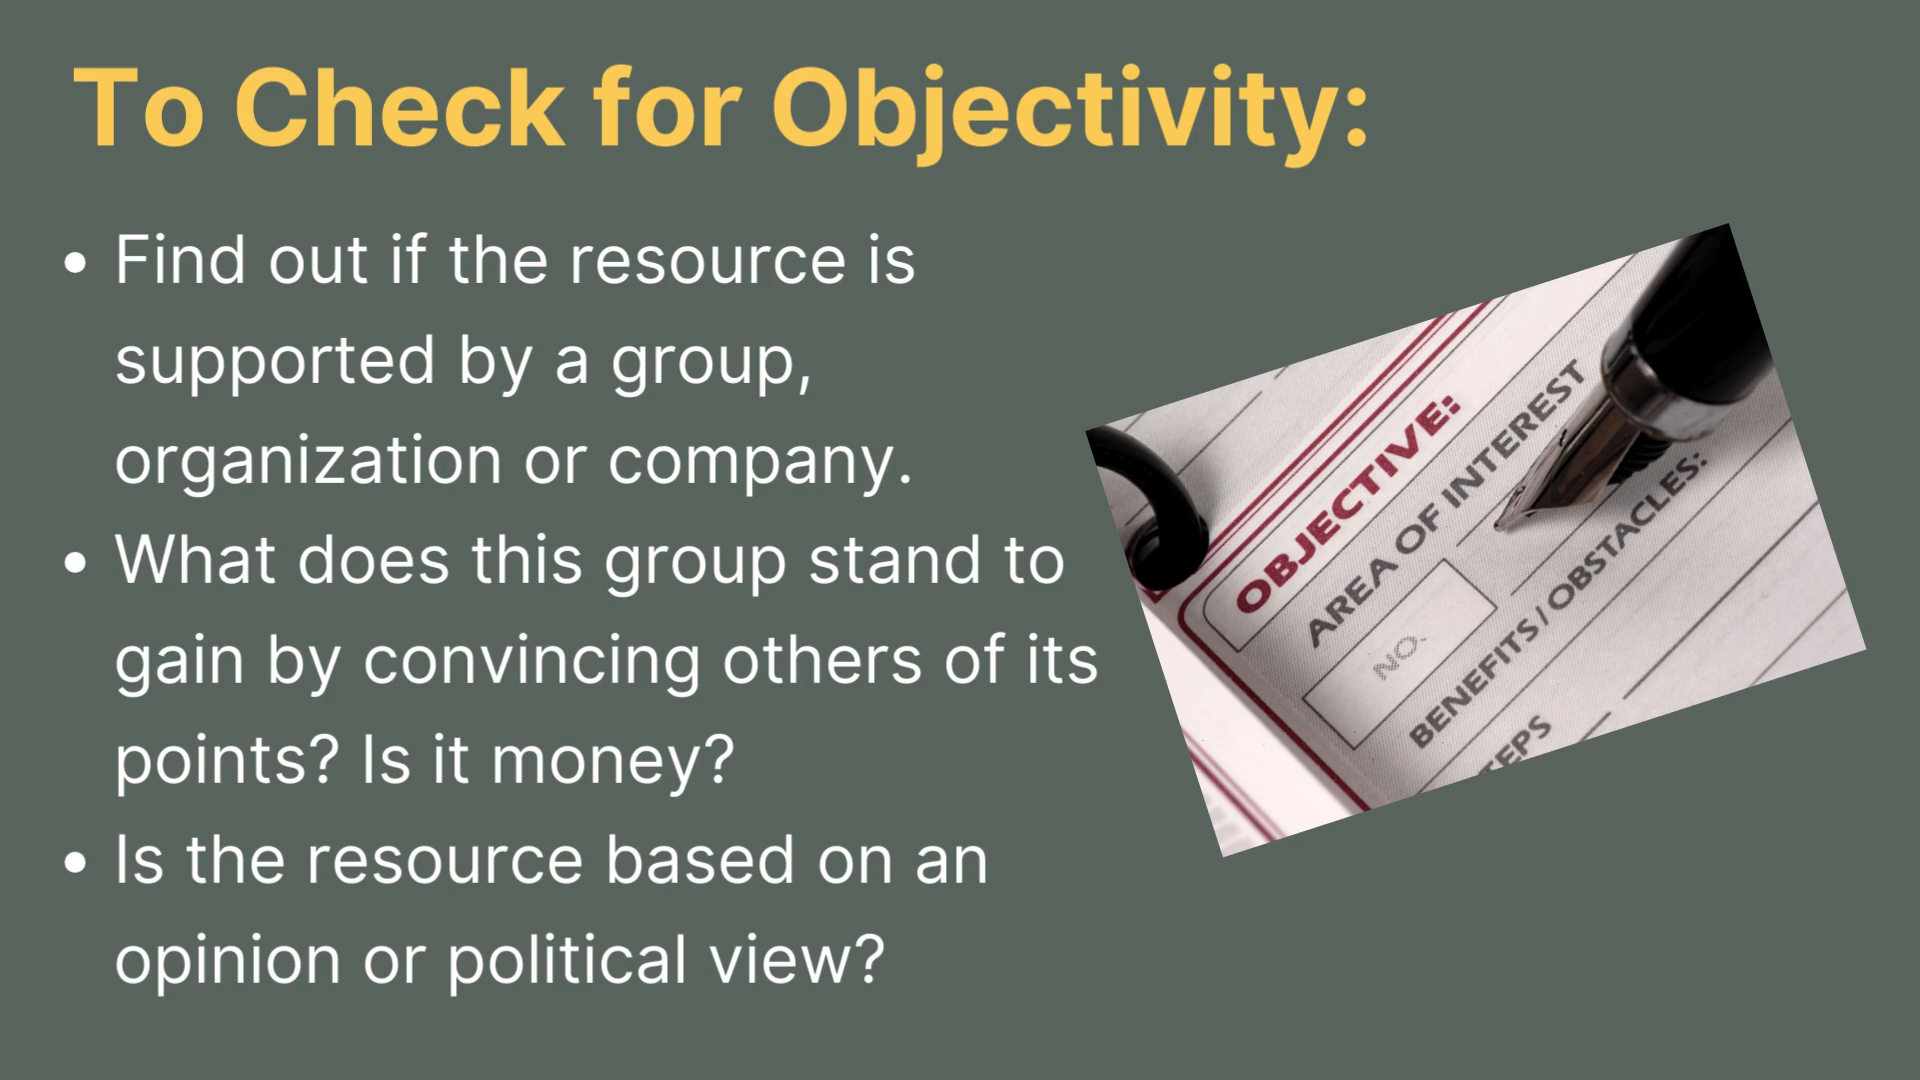 To Check for Objectivity:
• Find out if the resource is
supported by a group,
organization or company.
• What does this group stand to
gain by convincing others of its
points? Is it money?
• Is the resource based on an
opinion or political view?
OBJECTIVE:
AREA OF INTEREST
NO.
BENEFITS / OBSTACLES:
TEPS